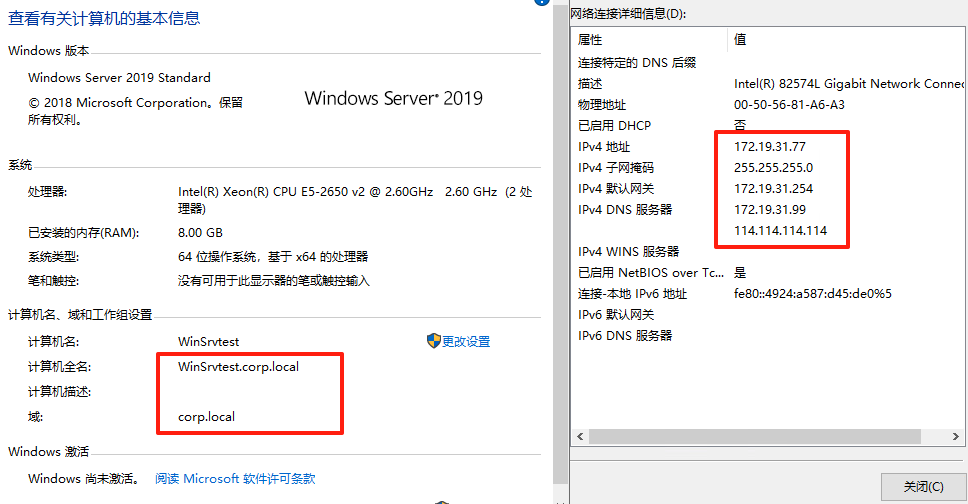 查看有关计算机的基本信息
Windows 版本
Windows Server 2019 Standard
© 2018 Microsoft Corporation。保留
所有权利。
Windows Server® 2019
系统
处理器:
Intel(R) Xeon(R) CPU E5-2650 v2 @ 2.60GHz 2.60 GHz (2 处
理器)
已安装的内存(RAM):
8.00 GB
系统类型:
64 位操作系统，基于 x64 的处理器
笔和触控:
没有可用于此显示器的笔或触控输入
计算机名、域和工作组设置
计算机名:
WinSrvtest
更改设置
计算机全名:
WinSrvtest.corp.local
计算机描述:
域:
corp.local
Windows 激活
Windows 尚未激活。 阅读 Microsoft 软件许可条款
网络连接详细信息(D):
属性 值
连接特定的 DNS 后缀
描述 Intel(R) 82574L Gigabit Network Connec
物理地址 00-50-56-81-A6-A3
已启用 DHCP 否
IPv4 地址 172.19.31.77
IPv4 子网掩码 255.255.255.0
IPv4 默认网关 172.19.31.254
IPv4 DNS 服务器 172.19.31.99
114.114.114.114
IPv4 WINS 服务器
已启用 NetBIOS over Tc... 是
连接-本地 IPv6 地址 fe80::4924:a587:d45:de0%5
IPv6 默认网关
IPv6 DNS 服务器
关闭(C)